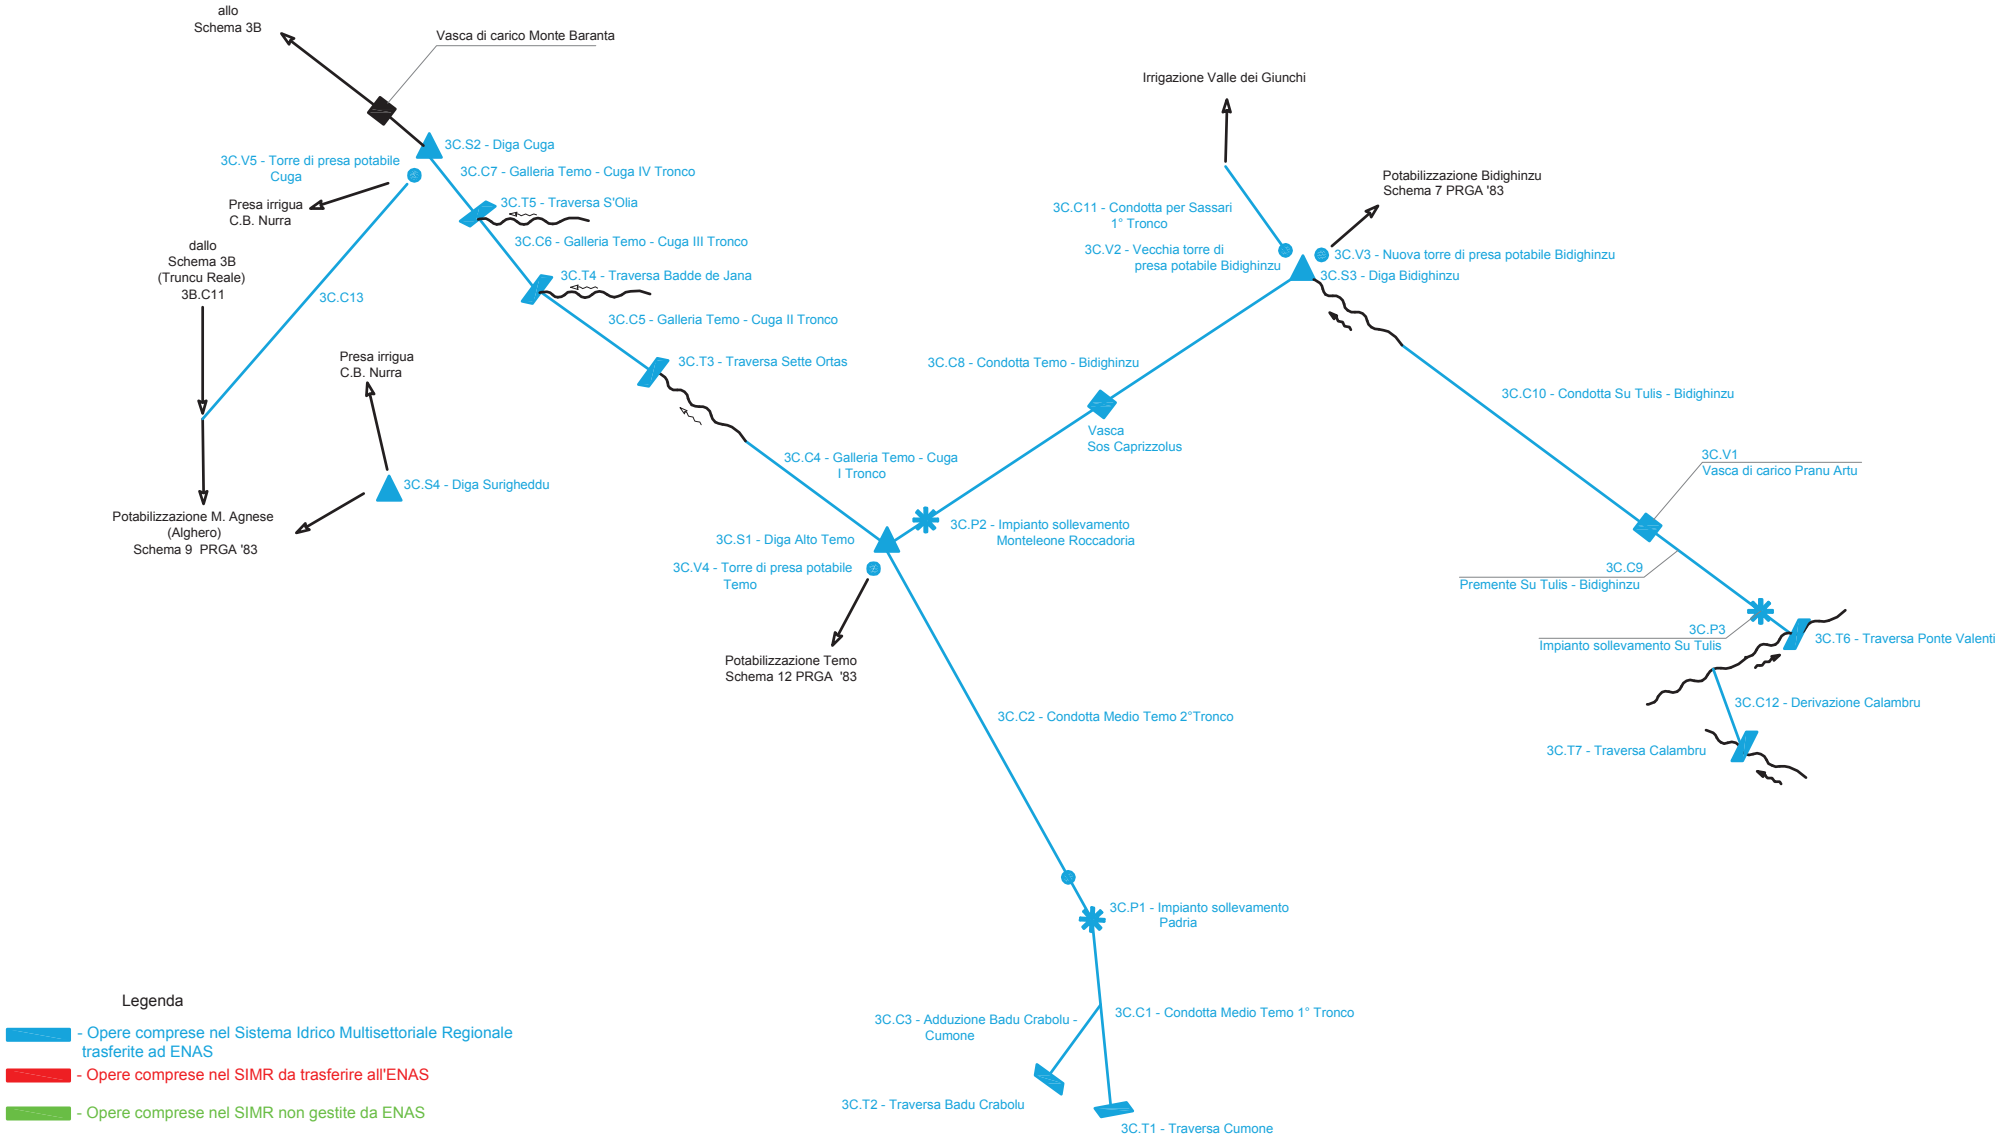 allo
Schema 3B
Vasca di carico Monte Baranta
Irrigazione Valle dei Giunchi
3C.S2 - Diga Cuga
3C.V5 - Torre di presa potabile
Cuga
3C.C7 - Galleria Temo - Cuga IV Tronco
Presa irrigua
C.B. Nurra
3C.T5 - Traversa S'Olia
3C.C6 - Galleria Temo - Cuga III Tronco
dallo
Schema 3B
(Truncu Reale)
3B.C11
3C.C13
3C.T4 - Traversa Badde de Jana
3C.C5 - Galleria Temo - Cuga II Tronco
3C.T3 - Traversa Sette Ortas
Presa irrigua
C.B. Nurra
3C.S4 - Diga Surigheddu
Potabilizzazione M. Agnese
(Alghero)
Schema 9 PRGA '83
3C.C4 - Galleria Temo - Cuga
I Tronco
3C.S1 - Diga Alto Temo
3C.V4 - Torre di presa potabile
Temo
Potabilizzazione Temo
Schema 12 PRGA '83
3C.P2 - Impianto sollevamento
Monteleone Roccadoria
Vasca
Sos Caprizzolus
3C.C8 - Condotta Temo - Bidighinzu
3C.C11 - Condotta per Sassari
1° Tronco
3C.V2 - Vecchia torre di
presa potabile Bidighinzu
Potabilizzazione Bidighinzu
Schema 7 PRGA '83
3C.V3 - Nuova torre di presa potabile Bidighinzu
3C.S3 - Diga Bidighinzu
3C.C10 - Condotta Su Tulis - Bidighinzu
3C.V1
Vasca di carico Pranu Artu
3C.C9
Premente Su Tulis - Bidighinzu
3C.P3
Impianto sollevamento Su Tulis
3C.T6 - Traversa Ponte Valenti
3C.C12 - Derivazione Calambru
3C.T7 - Traversa Calambru
3C.C2 - Condotta Medio Temo 2°Tronco
3C.P1 - Impianto sollevamento
Padria
3C.C3 - Adduzione Badu Crabolu -
Cumone
3C.C1 - Condotta Medio Temo 1° Tronco
3C.T2 - Traversa Badu Crabolu
3C.T1 - Traversa Cumone
Legenda
- Opere comprese nel Sistema Idrico Multisettoriale Regionale
trasferite ad ENAS
- Opere comprese nel SIMR da trasferire all'ENAS
- Opere comprese nel SIMR non gestite da ENAS